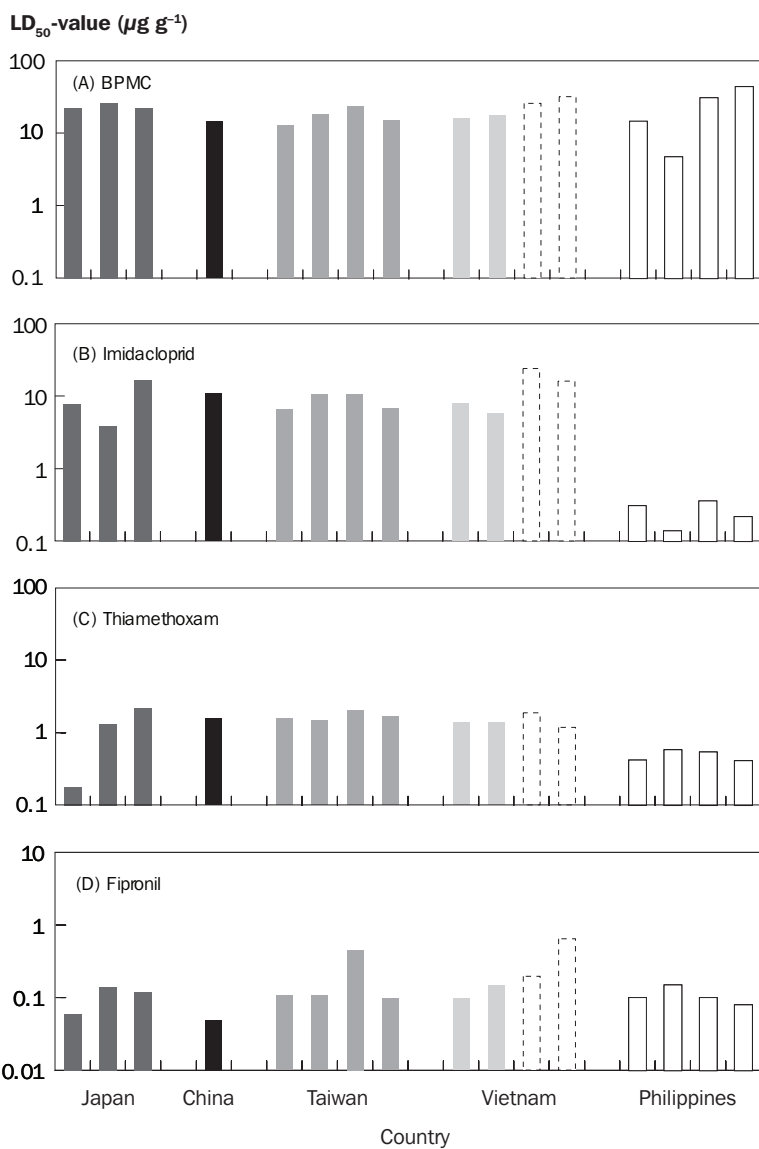 LD50-value (µg g–1)
100
(A) BPMC
10
1
0.1
100
(B) Imidacloprid
10
1
0.1
100
(C) Thiamethoxam
10
1
0.1
10
(D) Fipronil
1
0.1
0.01
Japan China Taiwan Vietnam Philippines
Country